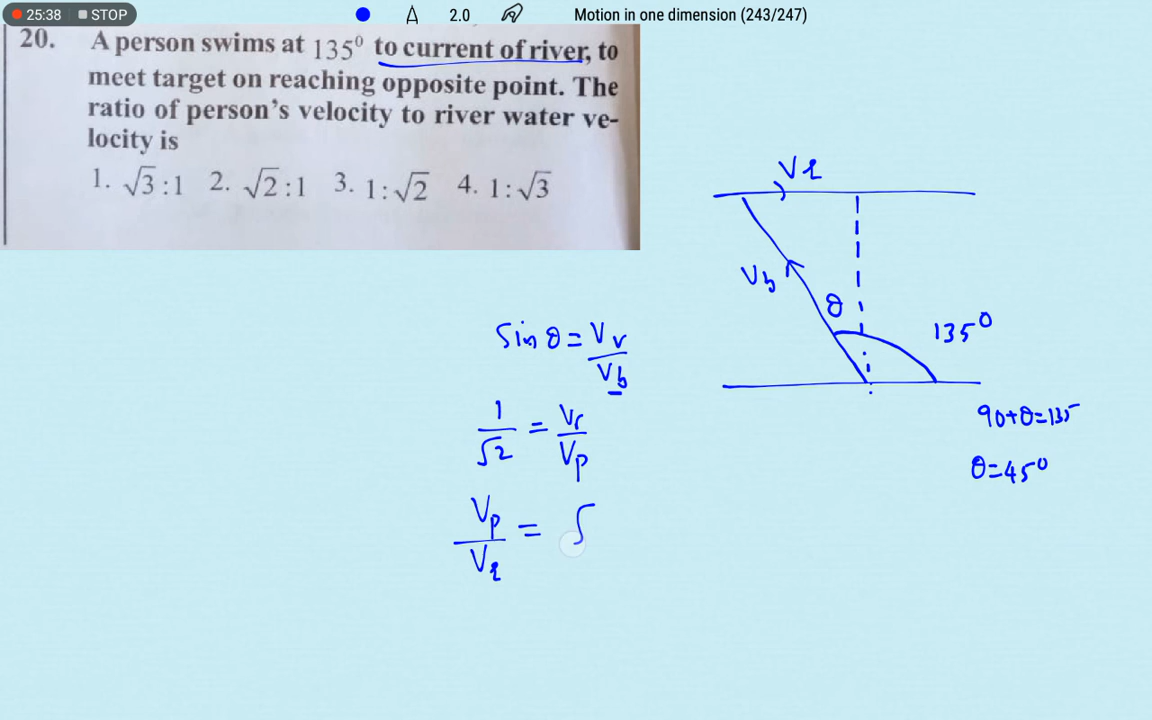 25:38 STOP 2.0 Motion in one dimension (243/247)
20. A person swims at 135⁰ to current of river, to
meet target on reaching opposite point. The
ratio of person's velocity to river water ve-
locity is
1. √3:1 2. √2:1 3. 1:√2 4. 1:√3
Vr
Vb
θ
135⁰
90+θ=135
θ=45⁰
Sin θ = Vr/Vb
1/√2 = Vr/Vp
Vp/Vr = √